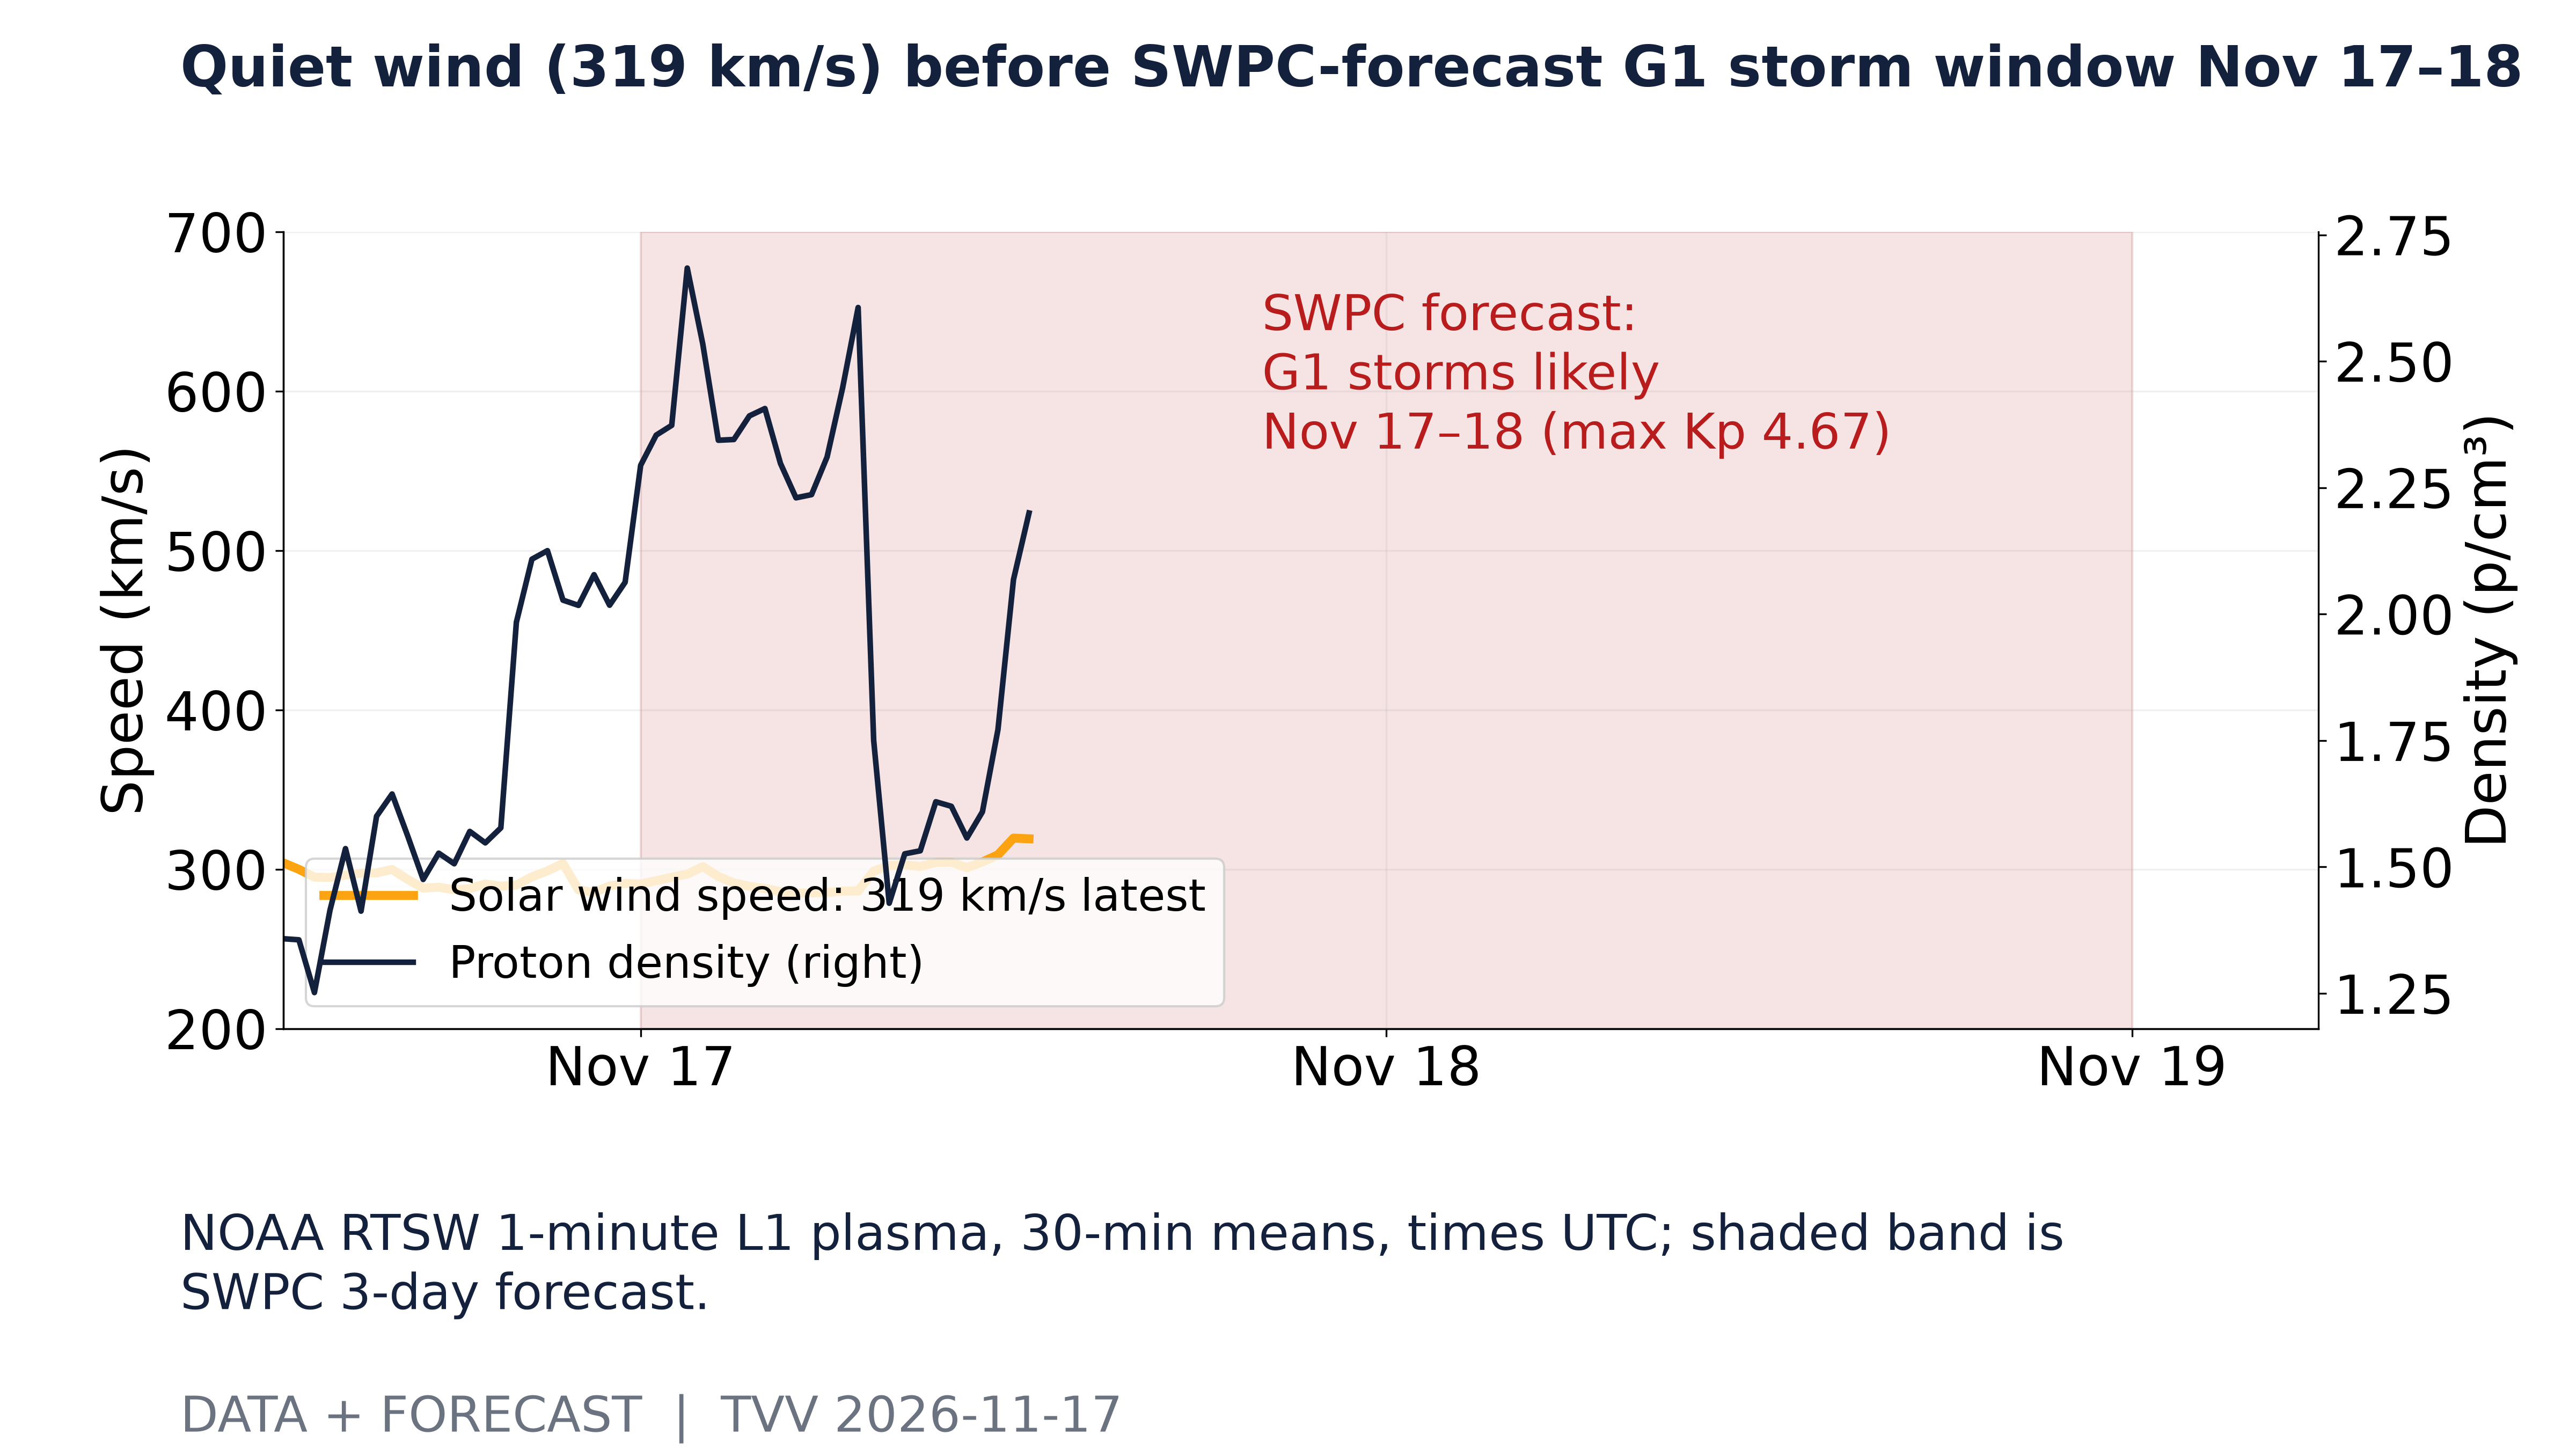 Quiet wind (319 km/s) before SWPC-forecast G1 storm window Nov 17–18
700
600
500
400
300
200
Speed (km/s)
2.75
2.50
2.25
2.00
1.75
1.50
1.25
Density (p/cm³)
SWPC forecast:
G1 storms likely
Nov 17–18 (max Kp 4.67)
Solar wind speed: 319 km/s latest
Proton density (right)
Nov 17
Nov 18
Nov 19
NOAA RTSW 1-minute L1 plasma, 30-min means, times UTC; shaded band is
SWPC 3-day forecast.
DATA + FORECAST | TVV 2026-11-17